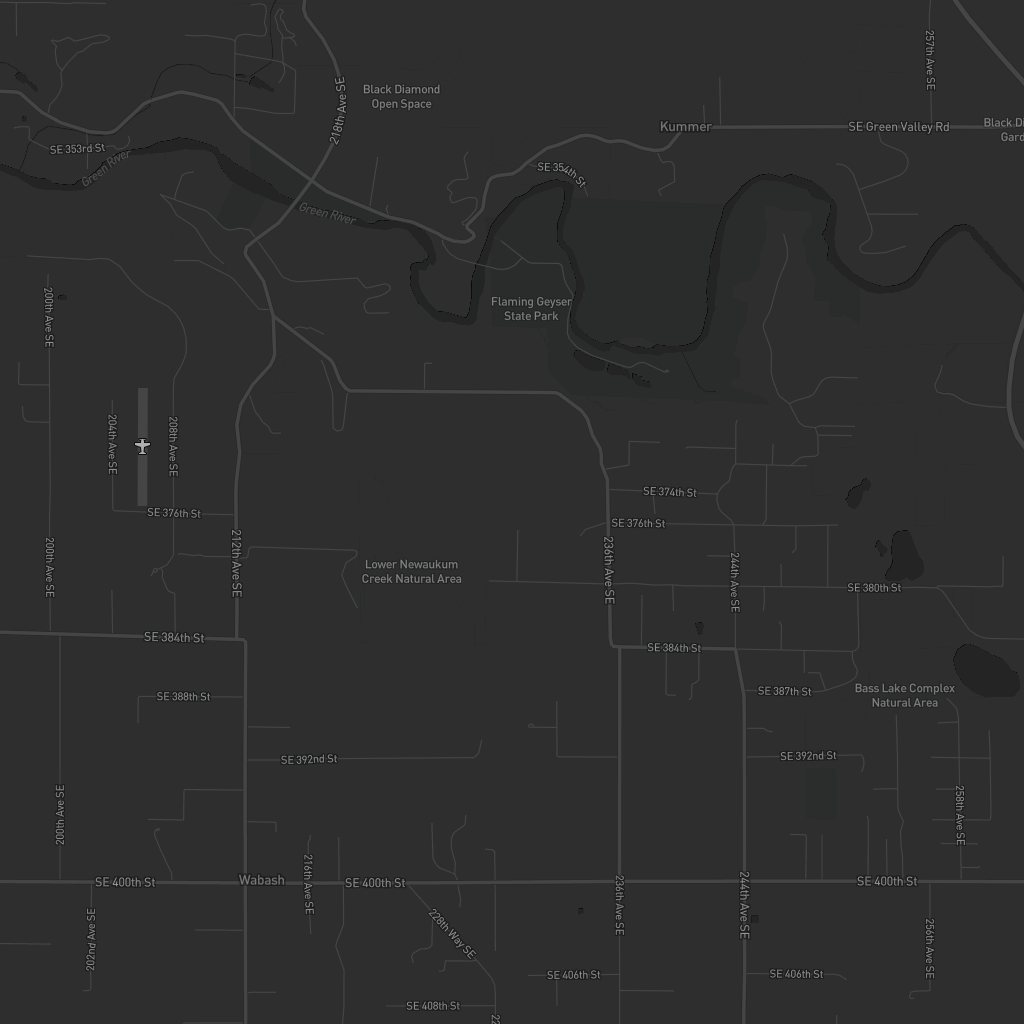 257th Ave SE
218th Ave SE
Black Diamond
Open Space
Kummer
SE Green Valley Rd
SE 353rd St
Green River
SE 354th St
Green River
200th Ave SE
Flaming Geyser
State Park
204th Ave SE
208th Ave SE
SE 374th St
SE 376th St
SE 376th St
200th Ave SE
212th Ave SE
Lower Newaukum
Creek Natural Area
236th Ave SE
244th Ave SE
SE 380th St
SE 384th St
SE 384th St
SE 388th St
SE 387th St
Bass Lake Complex
Natural Area
SE 392nd St
SE 392nd St
200th Ave SE
258th Ave SE
SE 400th St
Wabash
216th Ave SE
SE 400th St
236th Ave SE
244th Ave SE
SE 400th St
202nd Ave SE
228th Way SE
256th Ave SE
SE 406th St
SE 406th St
SE 408th St